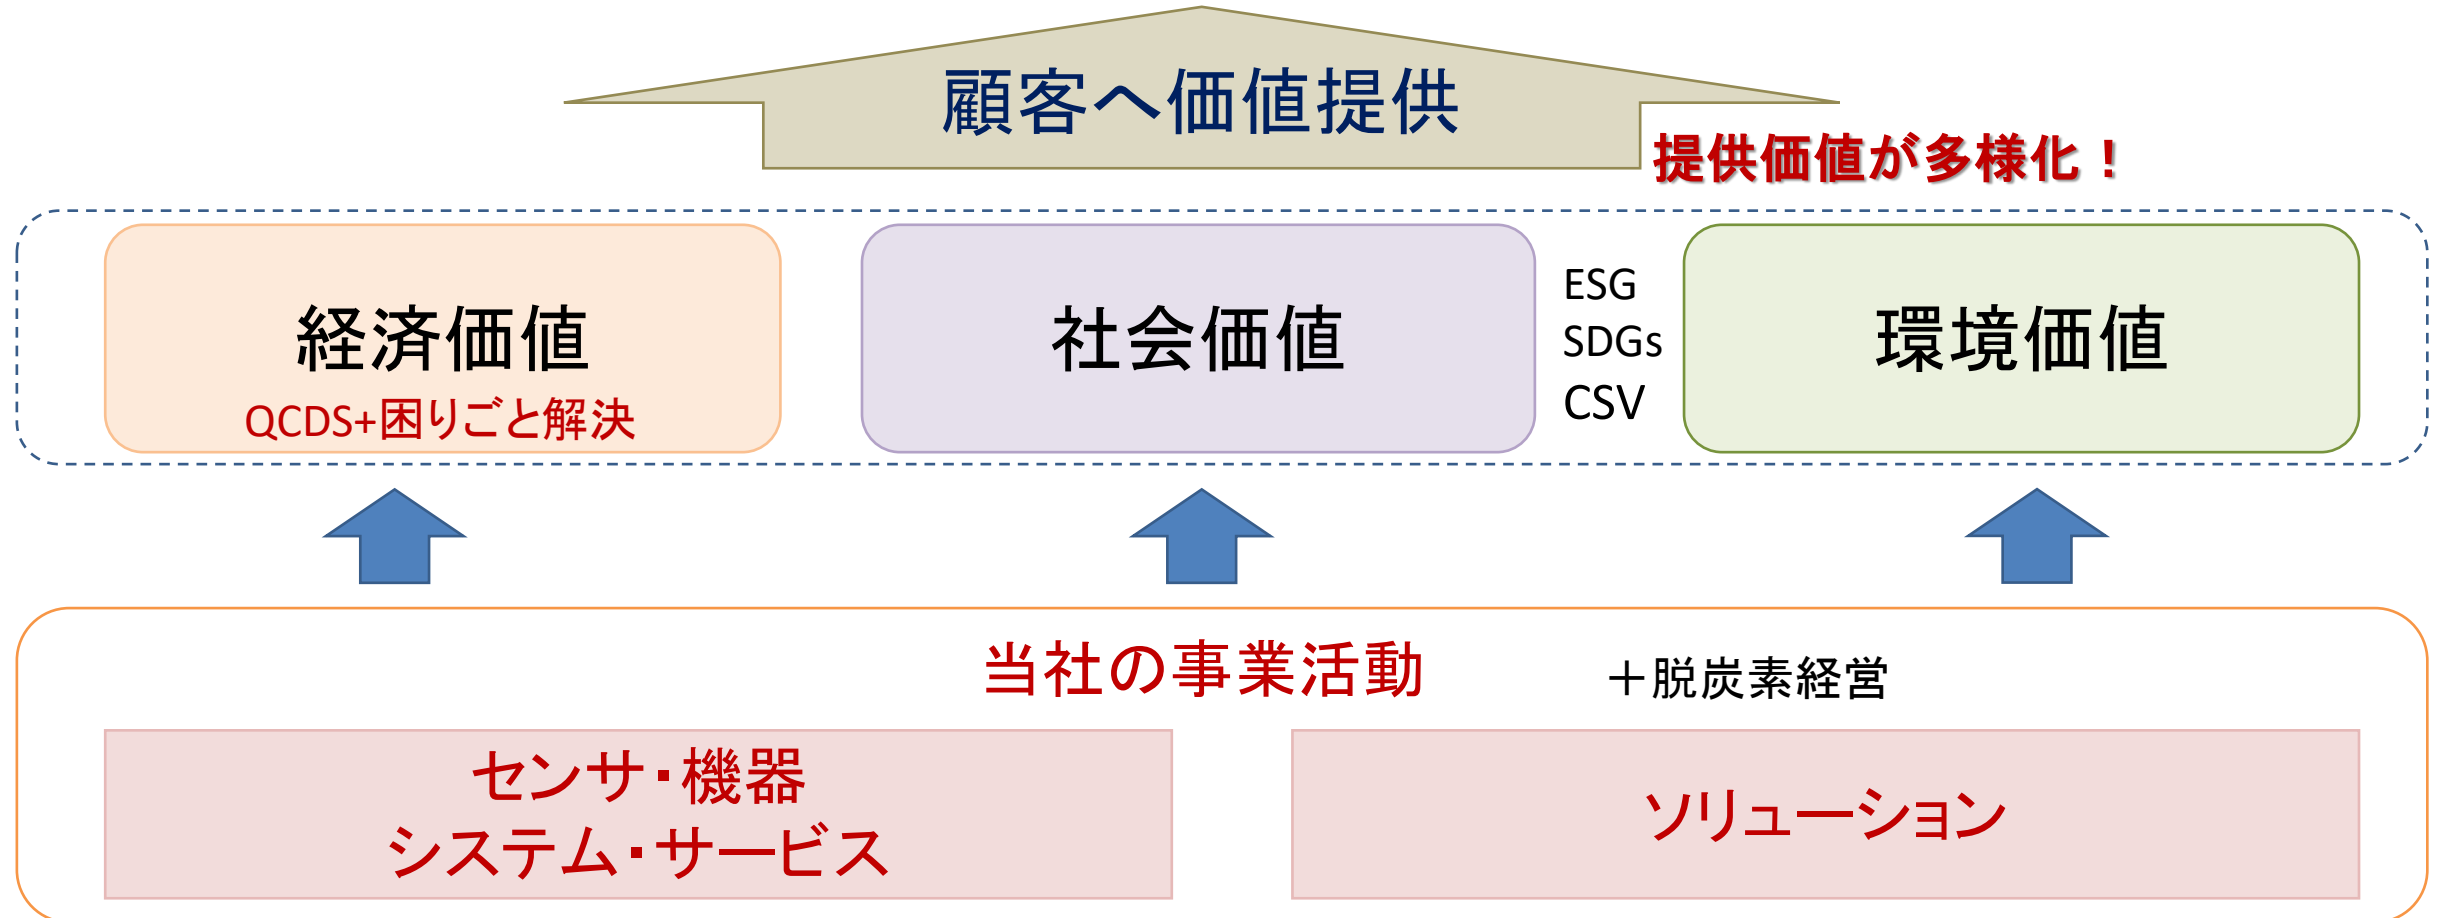 顧客へ価値提供
提供価値が多様化！
経済価値
QCDS+困りごと解決
社会価値
ESG
SDGs
CSV
環境価値
当社の事業活動
＋脱炭素経営
センサ・機器
システム・サービス
ソリューション